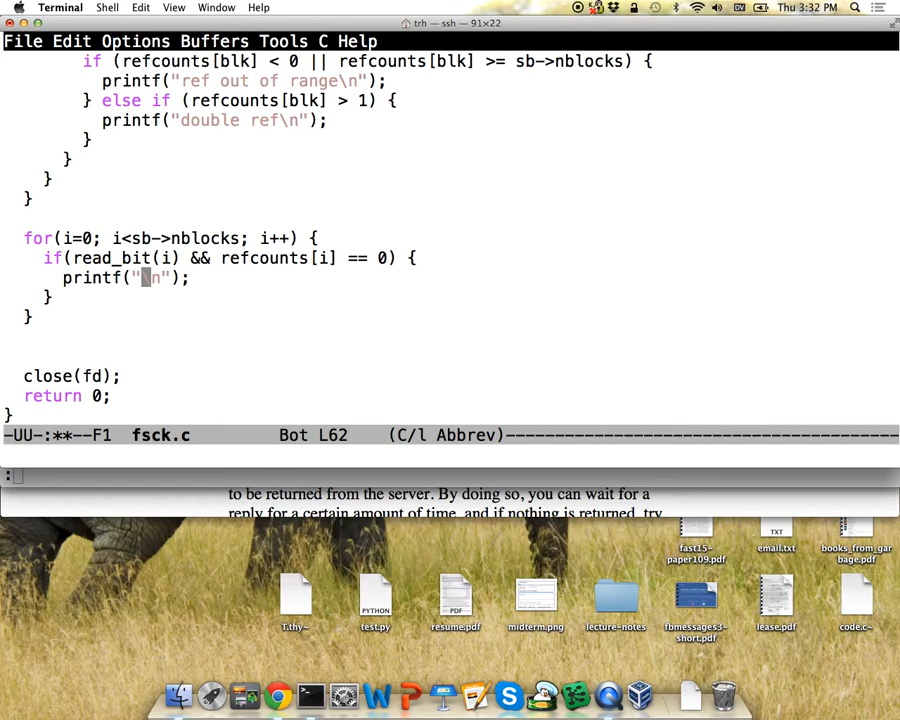 Terminal Shell Edit View Window Help Thu 3:32 PM
trh — ssh — 91×22
File Edit Options Buffers Tools C Help
if (refcounts[blk] < 0 || refcounts[blk] >= sb->nblocks) {
printf("ref out of range\n");
} else if (refcounts[blk] > 1) {
printf("double ref\n");
}
}
}
}
for(i=0; i<sb->nblocks; i++) {
if(read_bit(i) && refcounts[i] == 0) {
printf("\n");
}
}
close(fd);
return 0;
}
-UU-:**--F1 fsck.c Bot L62 (C/l Abbrev)----------------------------------------
:
to be returned from the server. By doing so, you can wait for a
reply for a certain amount of time, and if nothing is returned, try
fast15-paper109.pdf email.txt books_from_garbage.pdf
TXT
PYTHON
PDF
T.thy~ test.py resume.pdf midterm.png lecture-notes fbmessages3-short.pdf lease.pdf code.c~